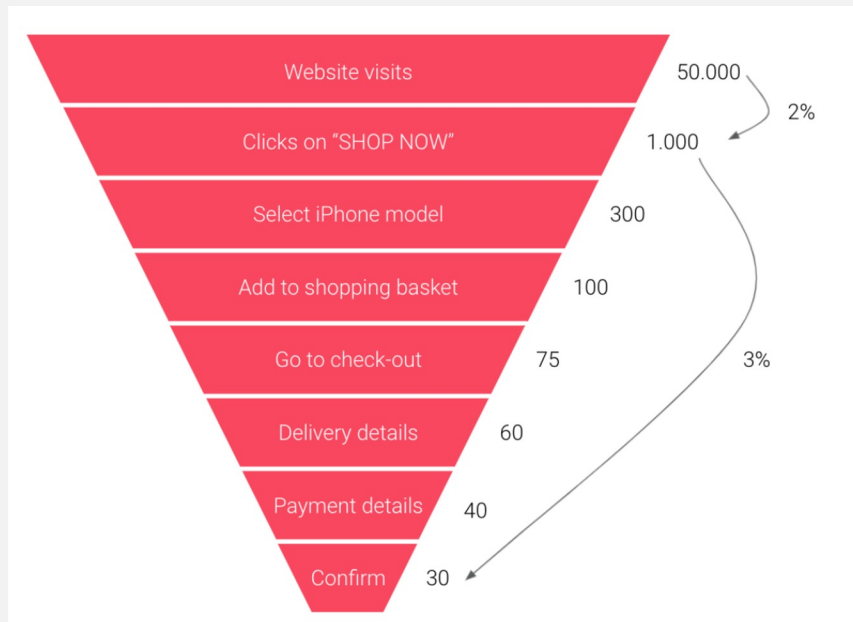 Website visits
50.000
2%
Clicks on “SHOP NOW”
1.000
Select iPhone model
300
Add to shopping basket
100
Go to check-out
75
3%
Delivery details
60
Payment details
40
Confirm
30